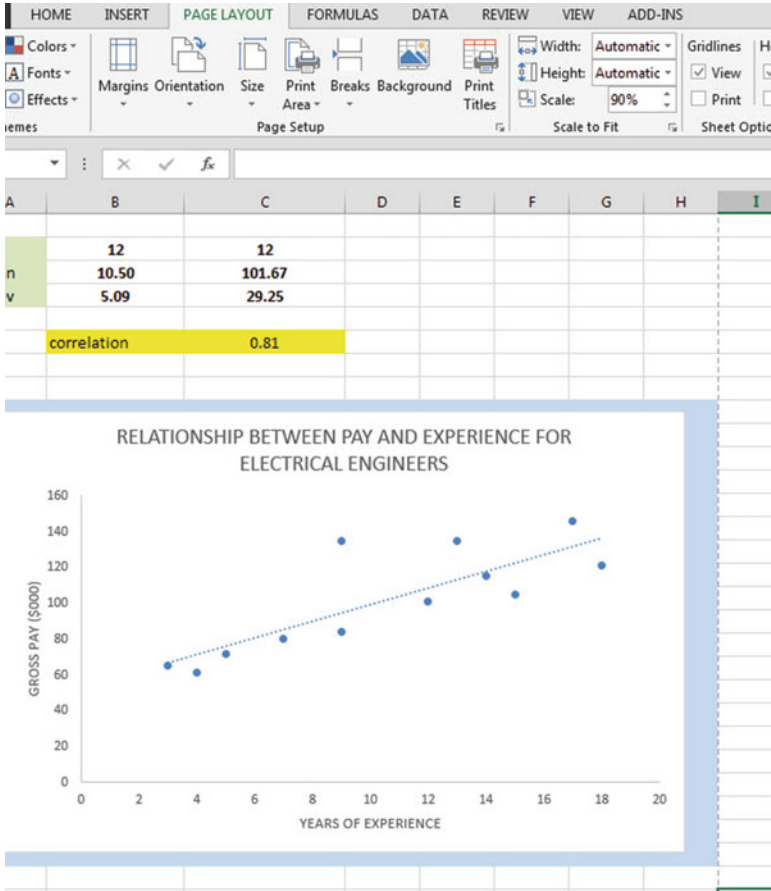 HOME INSERT PAGE LAYOUT FORMULAS DATA REVIEW VIEW ADD-INS
Colors
Fonts
Effects
Margins Orientation Size Print Area Breaks Background Print Titles
Page Setup
Width: Automatic
Height: Automatic
Scale: 90%
Scale to Fit
Gridlines
View
Print
Sheet
fx
A B C D E F G H I
12 12
10.50 101.67
5.09 29.25
correlation 0.81
RELATIONSHIP BETWEEN PAY AND EXPERIENCE FOR
ELECTRICAL ENGINEERS
GROSS PAY ($000)
160
140
120
100
80
60
40
20
0
0 2 4 6 8 10 12 14 16 18 20
YEARS OF EXPERIENCE